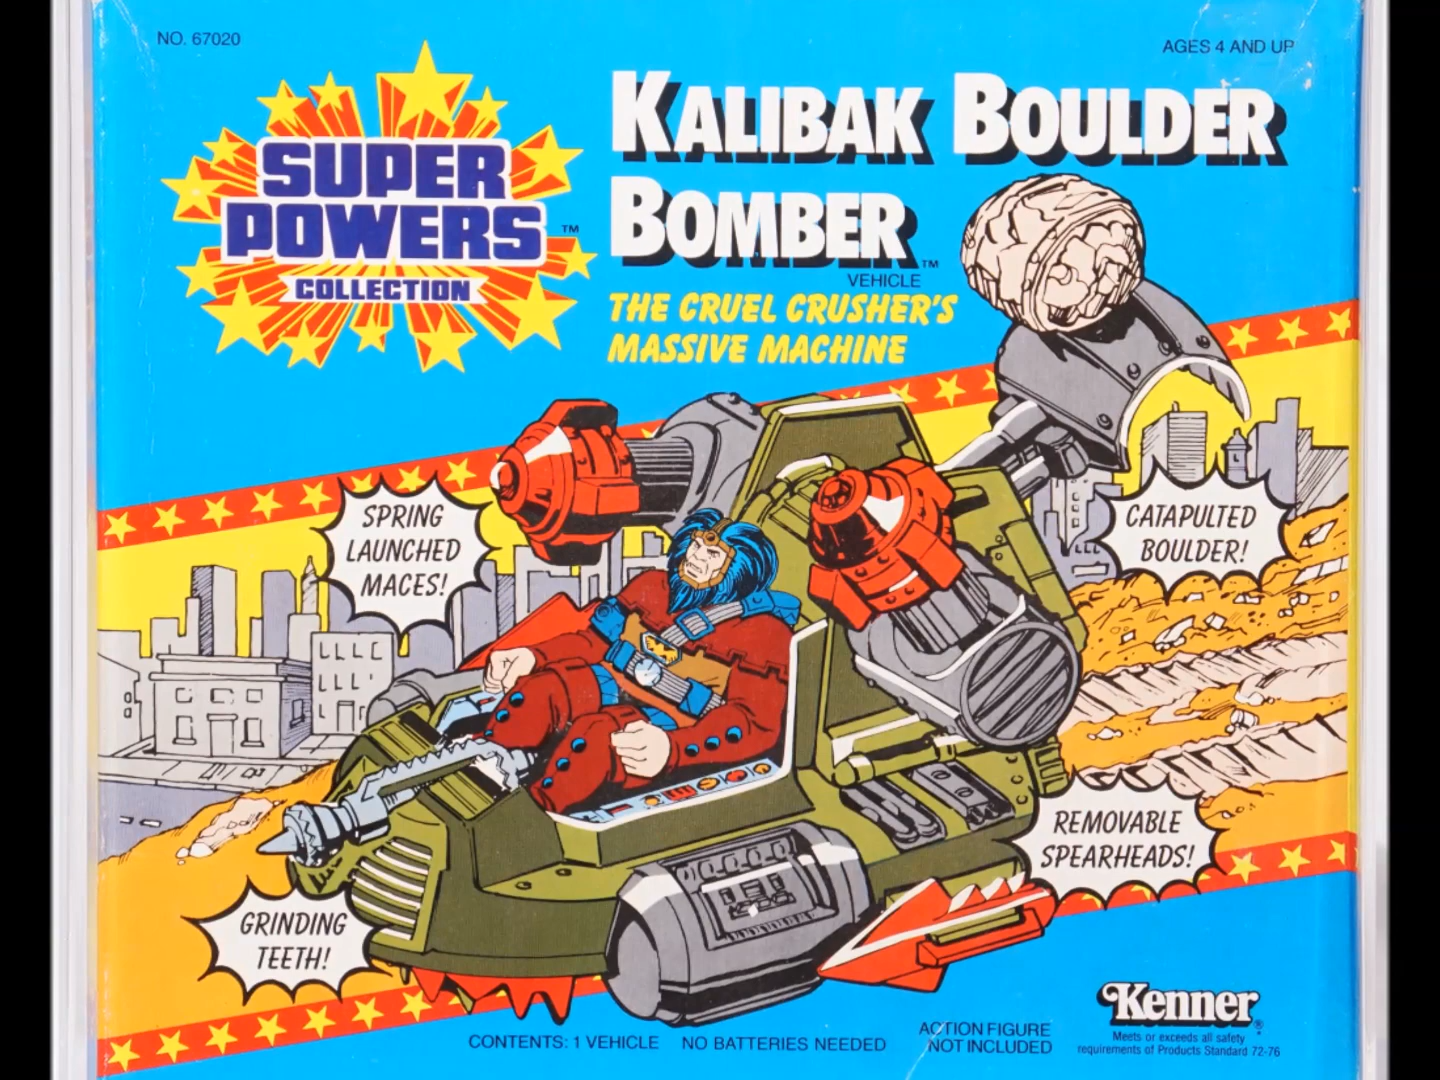 NO. 67020
AGES 4 AND UP
SUPER
POWERS ™
COLLECTION
KALIBAK BOULDER
BOMBER™
VEHICLE
THE CRUEL CRUSHER'S
MASSIVE MACHINE
SPRING
LAUNCHED
MACES!
CATAPULTED
BOULDER!
REMOVABLE
SPEARHEADS!
GRINDING
TEETH!
CONTENTS: 1 VEHICLE NO BATTERIES NEEDED
ACTION FIGURE
NOT INCLUDED
Kenner®
Meets or exceeds all safety
requirements of Products Standard 72-76